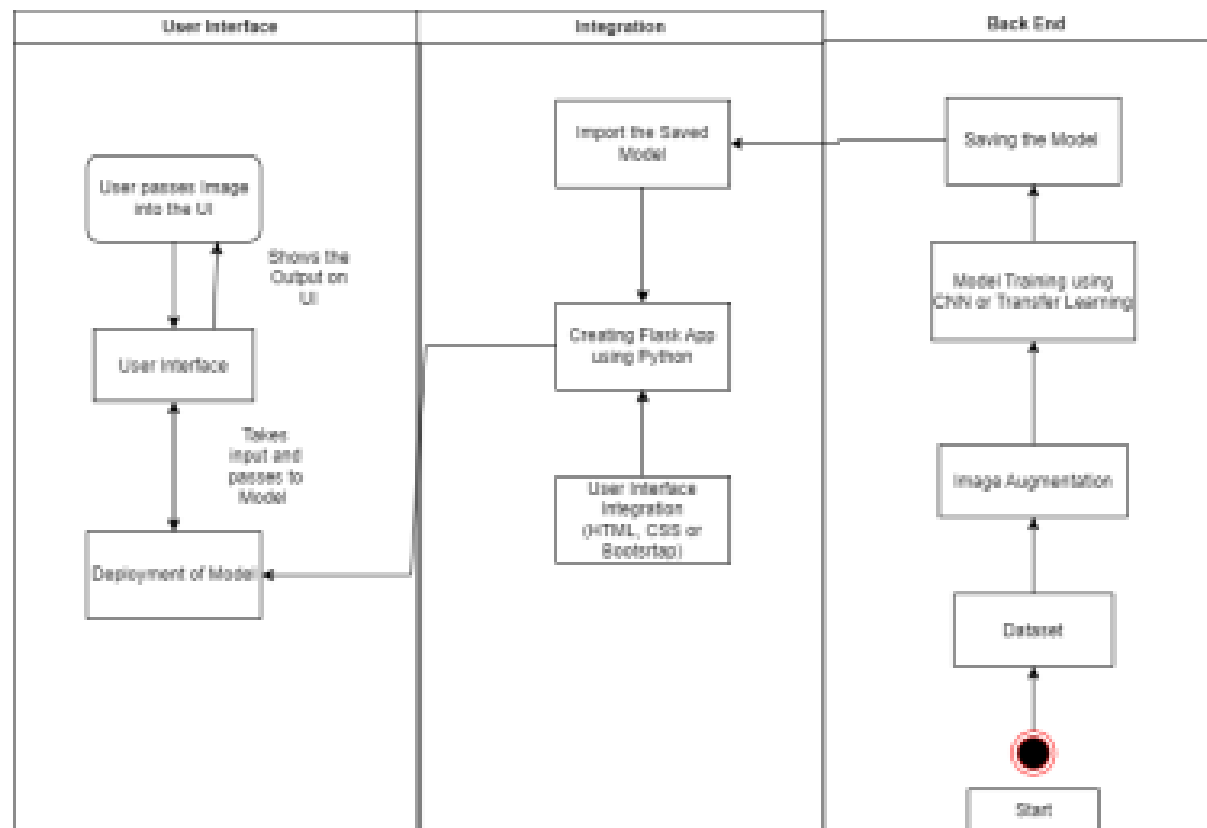 User Interface
Integration
Back End
User passes Image
into the UI
Shows the
Output on
UI
User Interface
Takes
input and
passes to
Model
Deployment of Model
Import the Saved
Model
Creating Flask App
using Python
User Interface
Integration
(HTML, CSS or
Bootsrtap)
Saving the Model
Model Training using
CNN or Transfer Learning
Image Augmentation
Dataset
Start